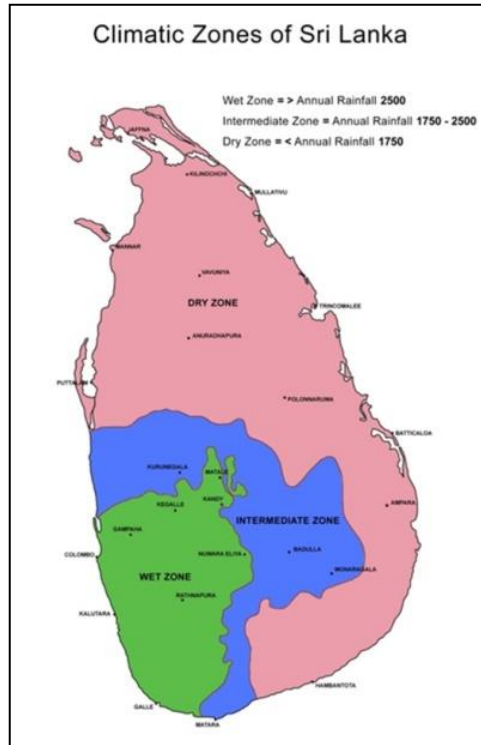 Climatic Zones of Sri Lanka
Wet Zone = > Annual Rainfall 2500
Intermediate Zone = Annual Rainfall 1750 - 2500
Dry Zone = < Annual Rainfall 1750
JAFFNA
KILINOCHCHI
MULLATIVU
MANNAR
VAVUNIYA
DRY ZONE
TRINCOMALEE
ANURADHAPURA
PUTTALAM
POLONNARUWA
BATTICALOA
KURUNEGALA
MATALE
KEGALLE
KANDY
AMPARA
INTERMEDIATE ZONE
GAMPAHA
COLOMBO
NUWARA ELIYA
BADULLA
WET ZONE
MONARAGALA
RATHNAPURA
KALUTARA
HAMBANTOTA
GALLE
MATARA